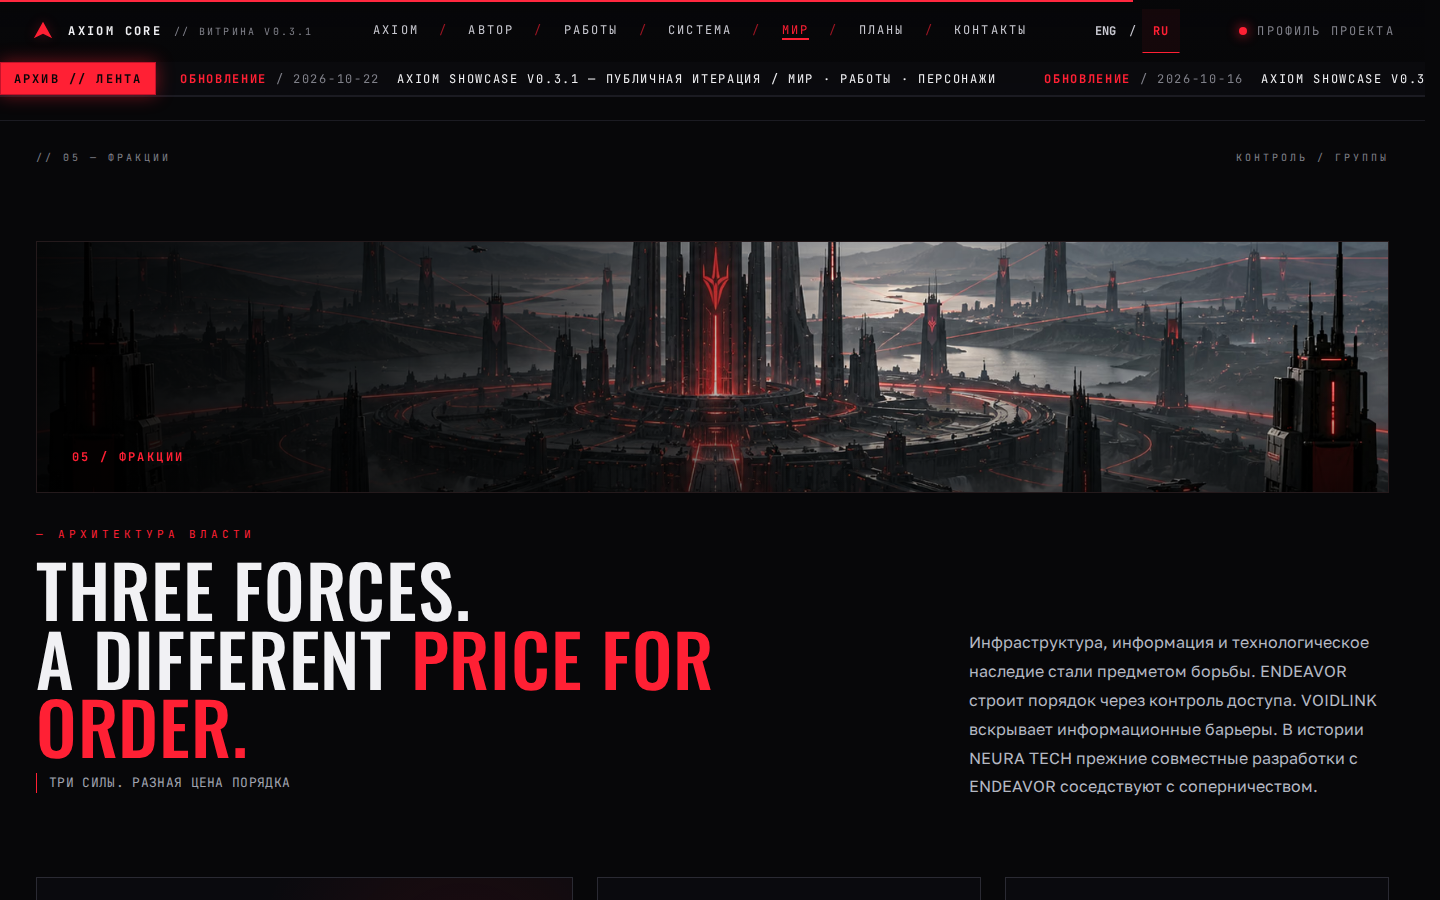 AXIOM CORE // ВИТРИНА V0.3.1
АХІОМ / АВТОР / РАБОТЫ / СИСТЕМА / МИР / ПЛАНЫ / КОНТАКТЫ
ENG / RU
ПРОФИЛЬ ПРОЕКТА
АРХИВ // ЛЕНТА
ОБНОВЛЕНИЕ / 2026-10-22 AXIOM SHOWCASE V0.3.1 — ПУБЛИЧНАЯ ИТЕРАЦИЯ / МИР · РАБОТЫ · ПЕРСОНАЖИ
ОБНОВЛЕНИЕ / 2026-10-16 AXIOM SHOWCASE V0.3
// 05 — ФРАКЦИИ
КОНТРОЛЬ / ГРУППЫ
05 / ФРАКЦИИ
— АРХИТЕКТУРА ВЛАСТИ
THREE FORCES.
A DIFFERENT PRICE FOR
ORDER.
ТРИ СИЛЫ. РАЗНАЯ ЦЕНА ПОРЯДКА
Инфраструктура, информация и технологическое
наследие стали предметом борьбы. ENDEAVOR
строит порядок через контроль доступа. VOIDLINK
вскрывает информационные барьеры. В истории
NEURA TECH прежние совместные разработки с
ENDEAVOR соседствуют с соперничеством.